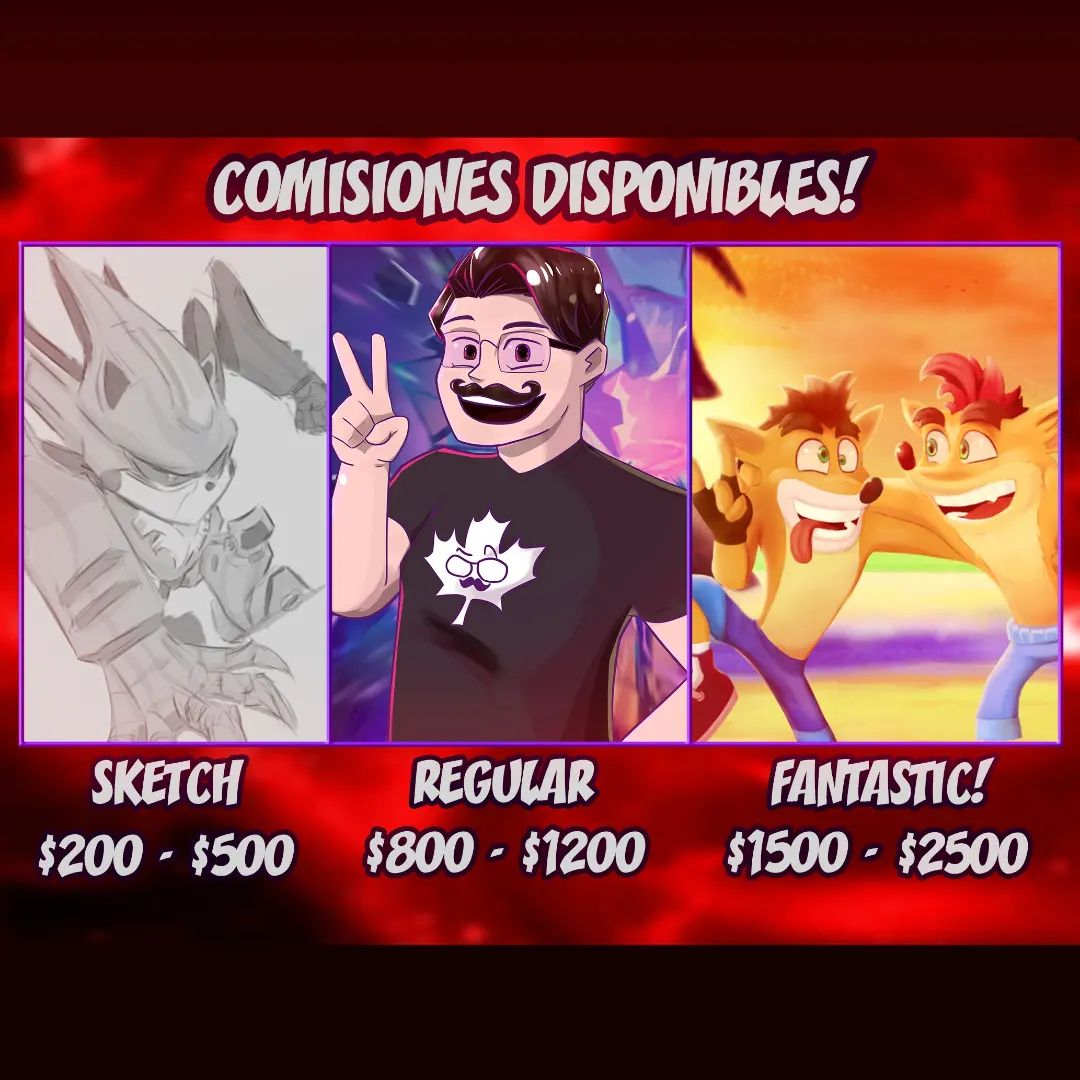 COMISIONES DISPONIBLES!
SKETCH
$200 - $500
REGULAR
$800 - $1200
FANTASTIC!
$1500 - $2500